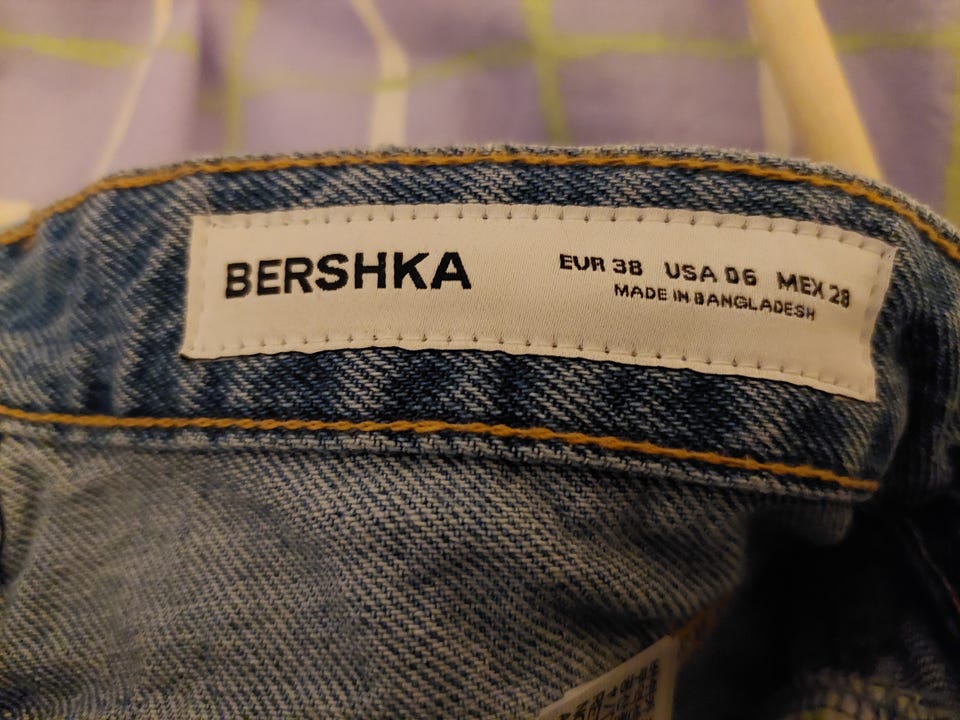 BERSHKA
EUR 38 USA 06 MEX 28
MADE IN BANGLADESH